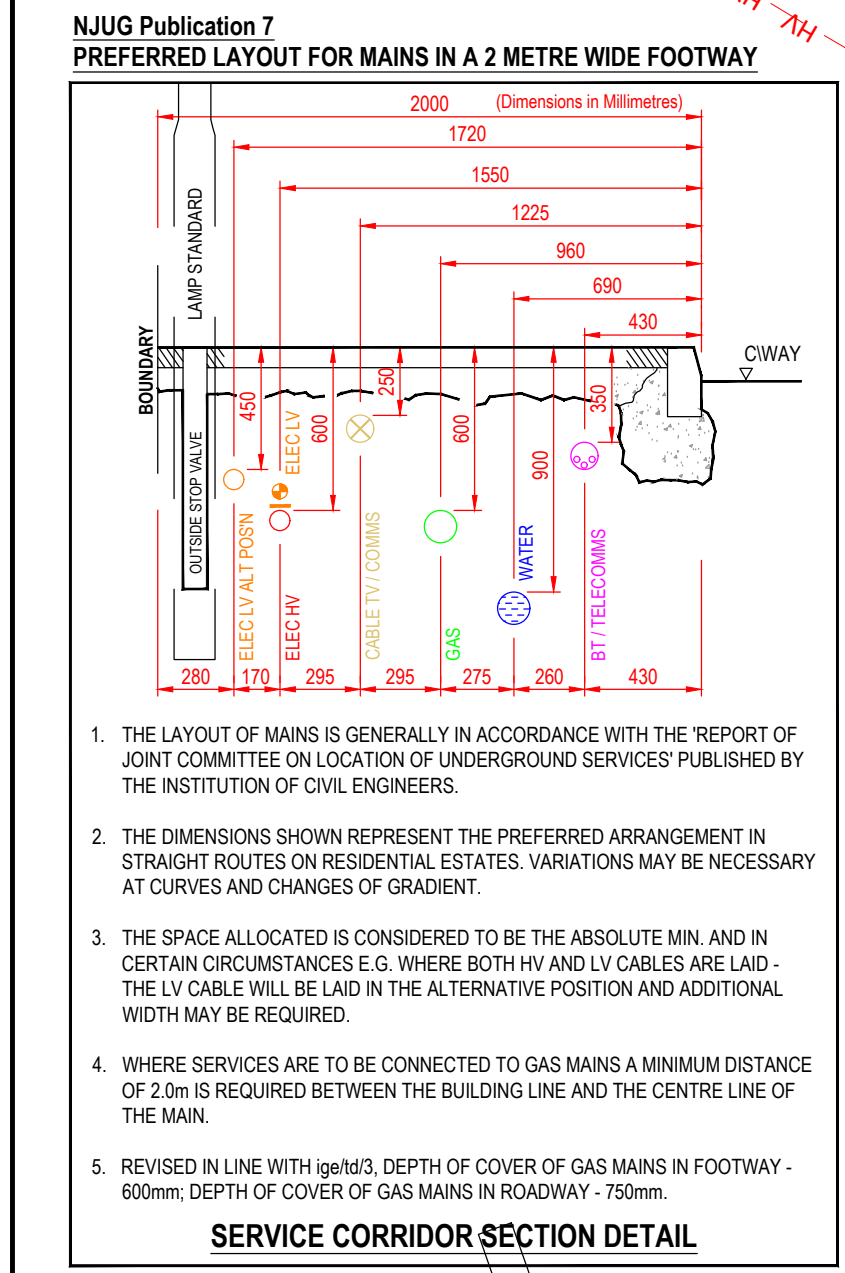 HV
HV
NJUG Publication 7
PREFERRED LAYOUT FOR MAINS IN A 2 METRE WIDE FOOTWAY
2000 (Dimensions in Millimetres)
1720
1550
1225
960
690
430
LAMP STANDARD
BOUNDARY
C\WAY
OUTSIDE STOP VALVE
450
ELEC LV
600
250
600
900
350
ELEC LV ALT POS'N
ELEC HV
CABLE TV / COMMS
GAS
WATER
BT / TELECOMMS
280 170 295 295 275 260 430
1. THE LAYOUT OF MAINS IS GENERALLY IN ACCORDANCE WITH THE 'REPORT OF
JOINT COMMITTEE ON LOCATION OF UNDERGROUND SERVICES' PUBLISHED BY
THE INSTITUTION OF CIVIL ENGINEERS.
2. THE DIMENSIONS SHOWN REPRESENT THE PREFERRED ARRANGEMENT IN
STRAIGHT ROUTES ON RESIDENTIAL ESTATES. VARIATIONS MAY BE NECESSARY
AT CURVES AND CHANGES OF GRADIENT.
3. THE SPACE ALLOCATED IS CONSIDERED TO BE THE ABSOLUTE MIN. AND IN
CERTAIN CIRCUMSTANCES E.G. WHERE BOTH HV AND LV CABLES ARE LAID -
THE LV CABLE WILL BE LAID IN THE ALTERNATIVE POSITION AND ADDITIONAL
WIDTH MAY BE REQUIRED.
4. WHERE SERVICES ARE TO BE CONNECTED TO GAS MAINS A MINIMUM DISTANCE
OF 2.0m IS REQUIRED BETWEEN THE BUILDING LINE AND THE CENTRE LINE OF
THE MAIN.
5. REVISED IN LINE WITH ige/td/3, DEPTH OF COVER OF GAS MAINS IN FOOTWAY -
600mm; DEPTH OF COVER OF GAS MAINS IN ROADWAY - 750mm.
SERVICE CORRIDOR SECTION DETAIL